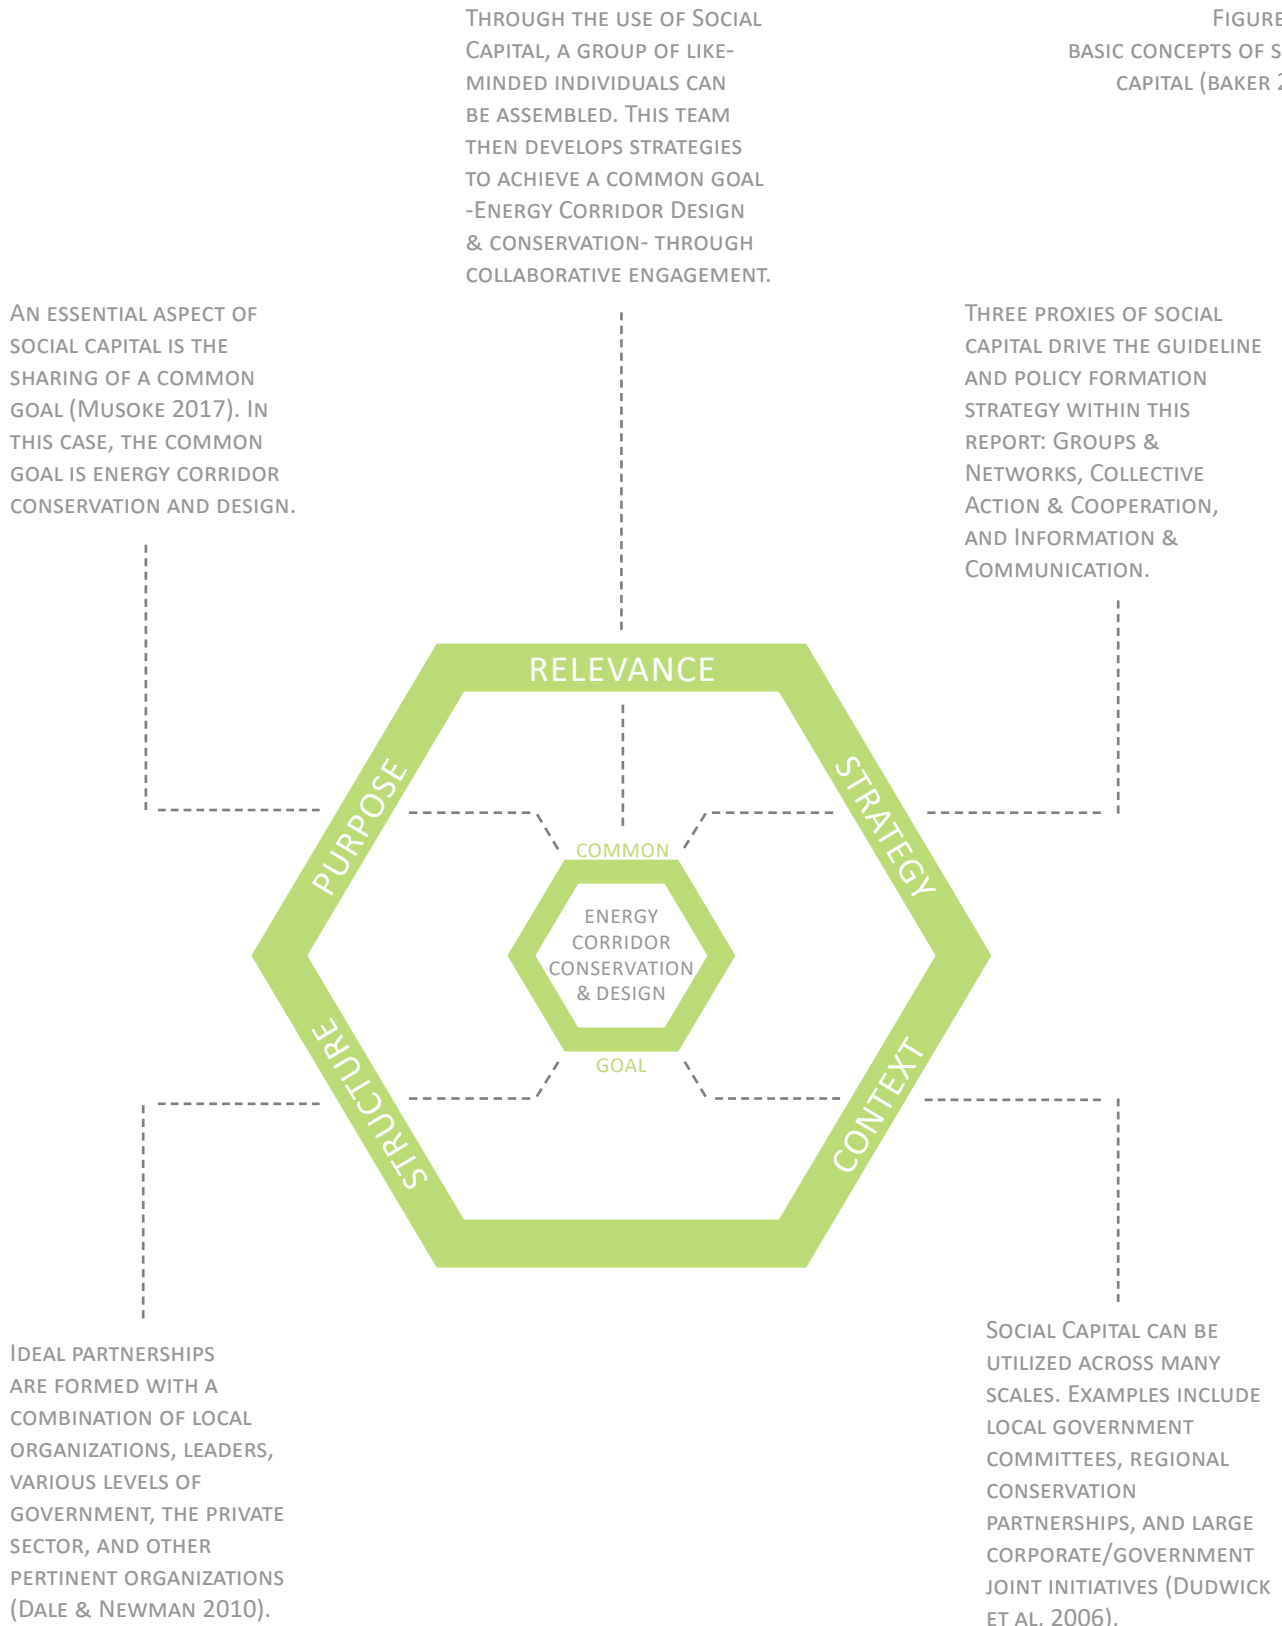 Through the use of Social
Capital, a group of like-
minded individuals can
be assembled. This team
then develops strategies
to achieve a common goal
-Energy Corridor Design
& conservation- through
collaborative engagement.
Figure
basic concepts of s
capital (baker 2
An essential aspect of
social capital is the
sharing of a common
goal (Musoke 2017). In
this case, the common
goal is energy corridor
conservation and design.
Three proxies of social
capital drive the guideline
and policy formation
strategy within this
report: Groups &
Networks, Collective
Action & Cooperation,
and Information &
Communication.
RELEVANCE
PURPOSE
STRATEGY
COMMON
ENERGY
CORRIDOR
CONSERVATION
& DESIGN
GOAL
STRUCTURE
CONTEXT
Ideal partnerships
are formed with a
combination of local
organizations, leaders,
various levels of
government, the private
sector, and other
pertinent organizations
(Dale & Newman 2010).
Social Capital can be
utilized across many
scales. Examples include
local government
committees, regional
conservation
partnerships, and large
corporate/government
joint initiatives (Dudwick
et al. 2006).